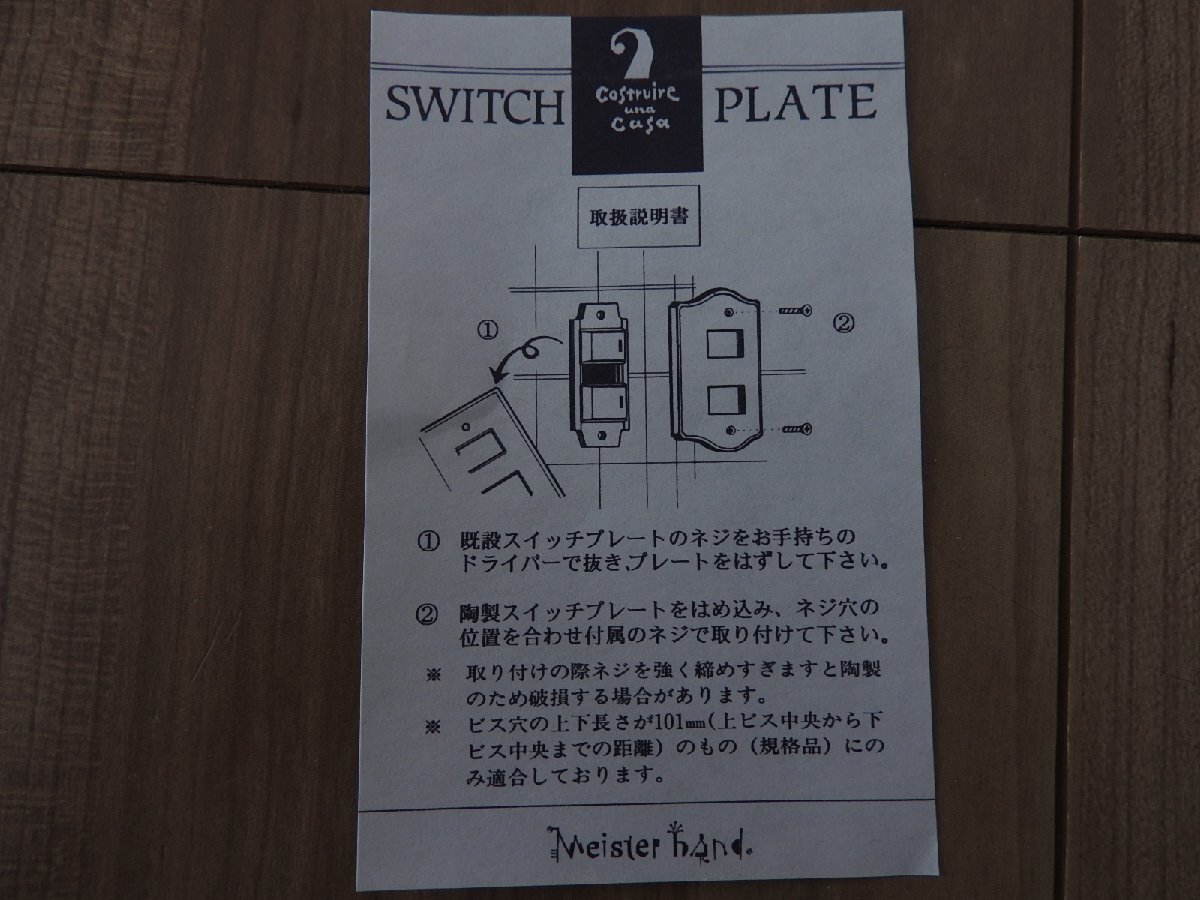 SWITCH PLATE
Costruire
una
Casa
取扱説明書
①
②
① 既設スイッチプレートのネジをお手持ちの
ドライバーで抜き、プレートをはずして下さい。
② 陶製スイッチプレートをはめ込み、ネジ穴の
位置を合わせ付属のネジで取り付けて下さい。
※ 取り付けの際ネジを強く締めすぎますと陶製
のため破損する場合があります。
※ ビス穴の上下長さが101mm(上ビス中央から下
ビス中央までの距離)のもの(規格品)にの
み適合しております。
Meister hand.